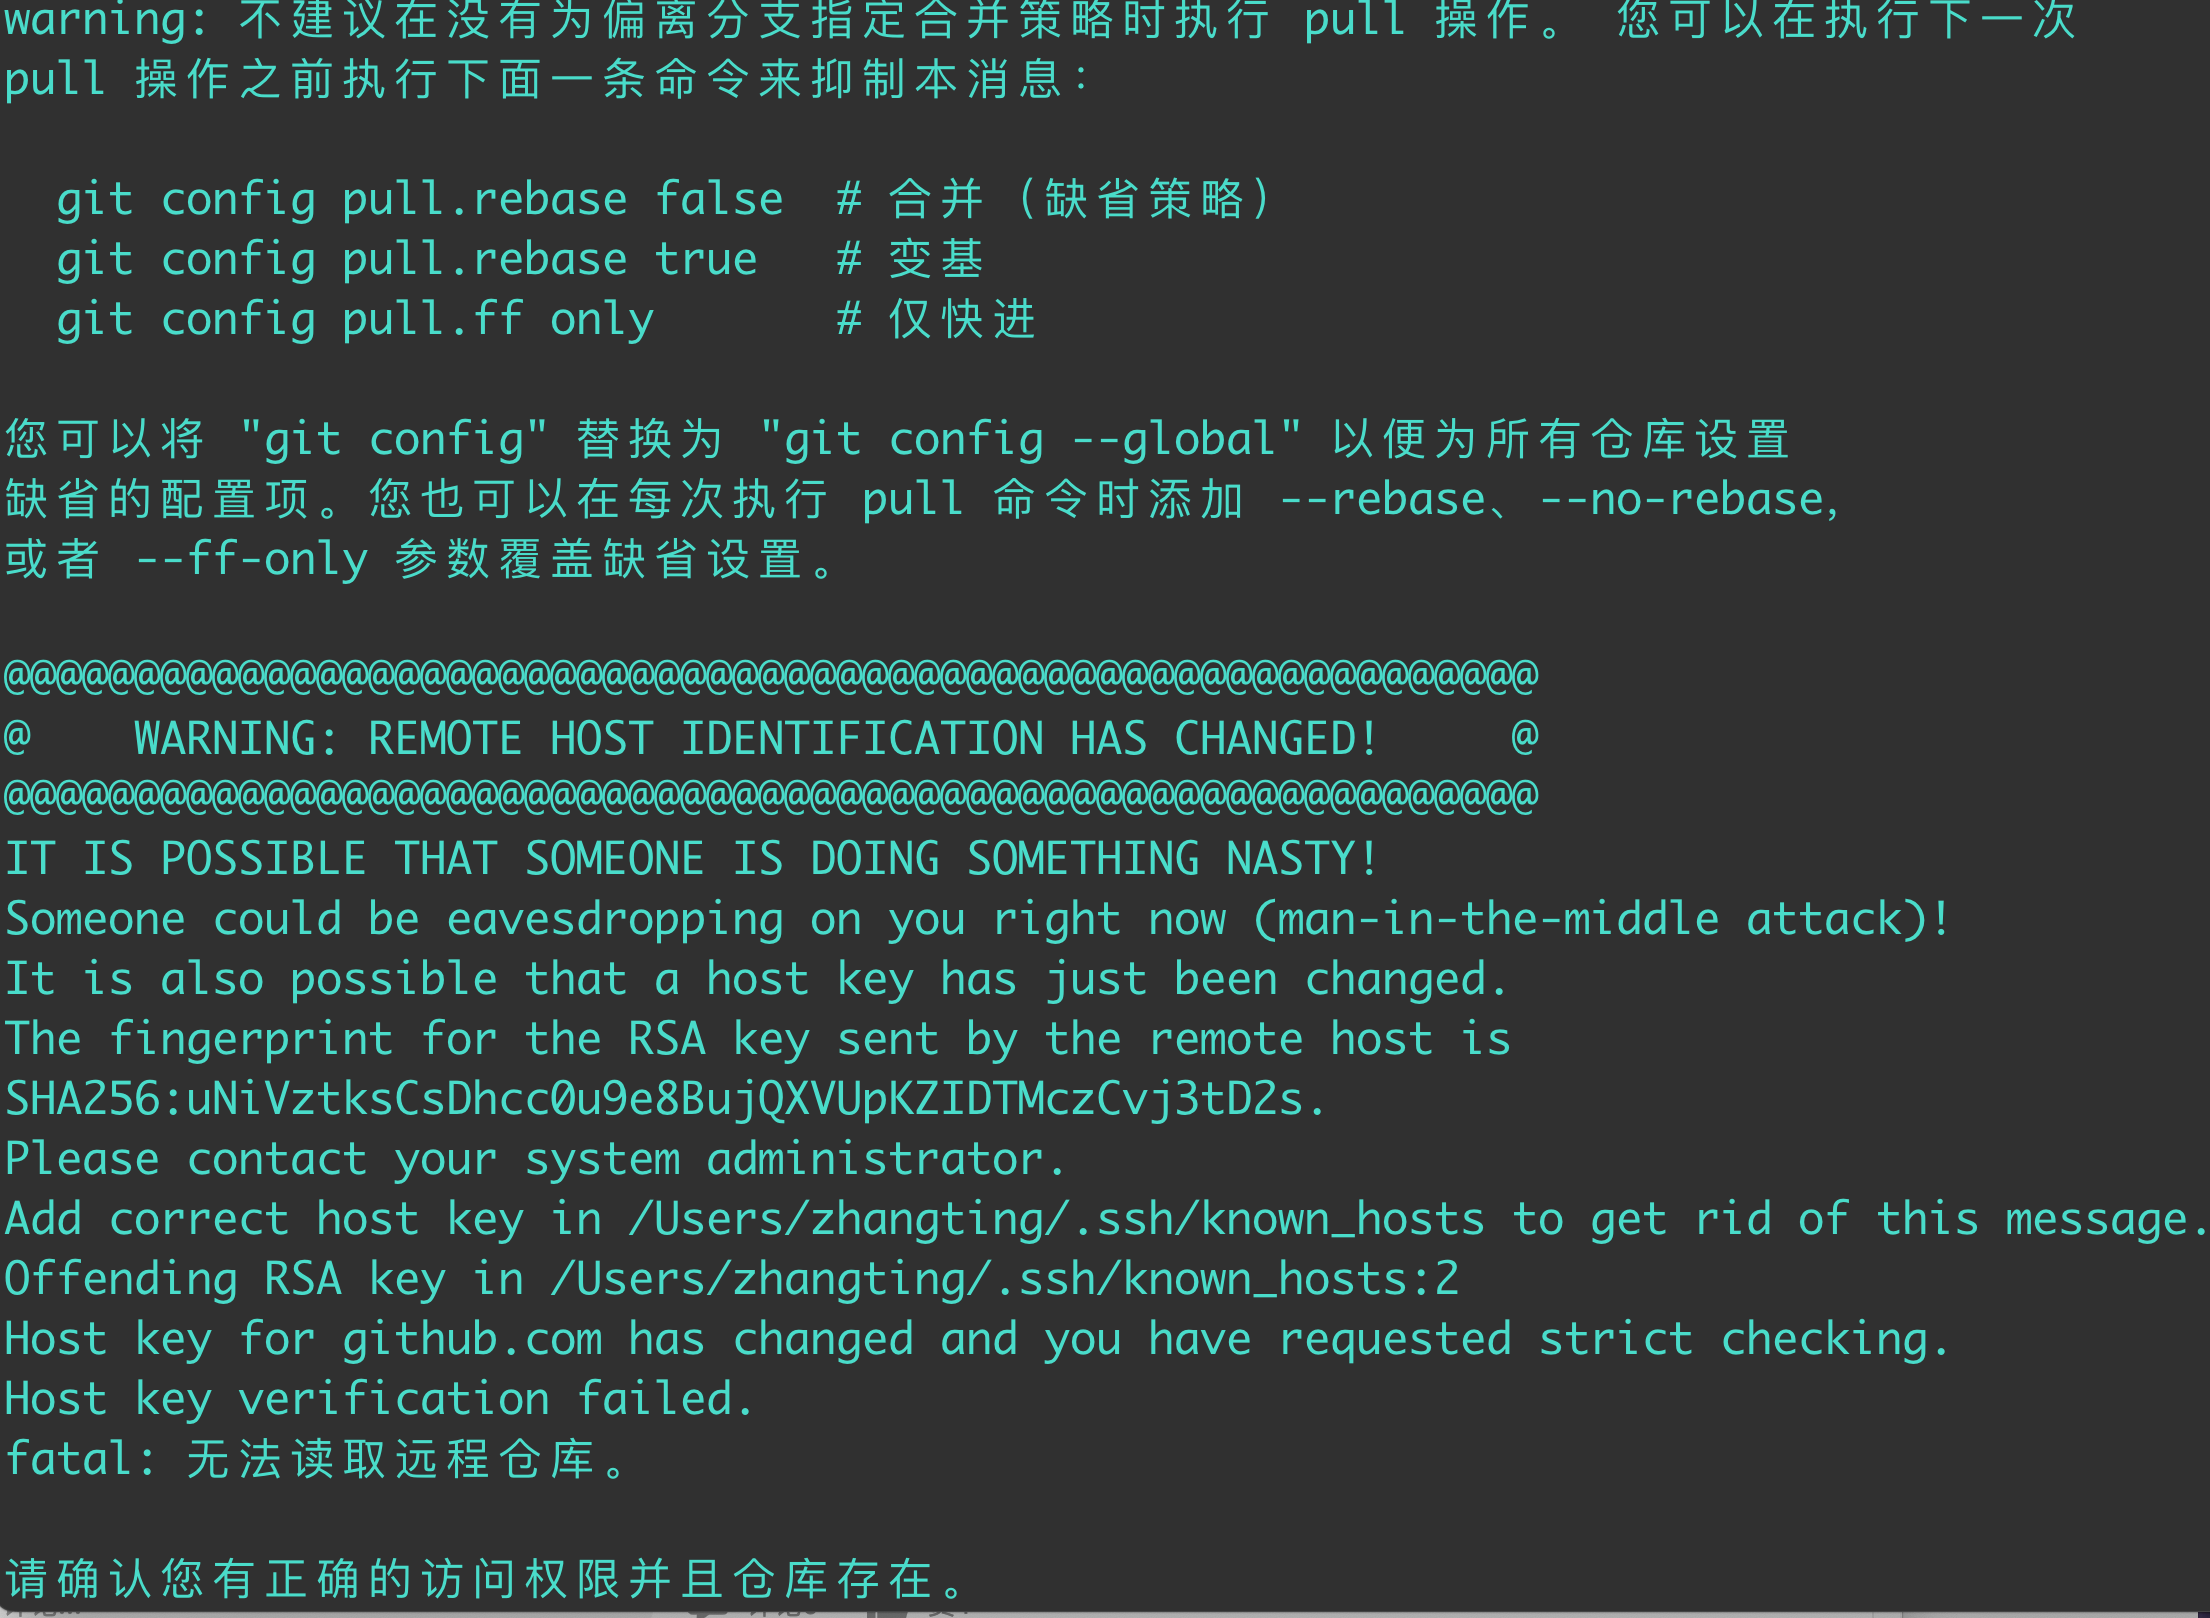 warning: 不建议在没有为偏离分支指定合并策略时执行 pull 操作。 您可以在执行下一次
pull 操作之前执行下面一条命令来抑制本消息：
git config pull.rebase false  # 合并（缺省策略）
git config pull.rebase true   # 变基
git config pull.ff only       # 仅快进
您可以将 "git config" 替换为 "git config --global" 以便为所有仓库设置
缺省的配置项。您也可以在每次执行 pull 命令时添加 --rebase、--no-rebase，
或者 --ff-only 参数覆盖缺省设置。
@@@@@@@@@@@@@@@@@@@@@@@@@@@@@@@@@@@@@@@@@@@@@@@@@@@@@@@@@@@
@    WARNING: REMOTE HOST IDENTIFICATION HAS CHANGED!     @
@@@@@@@@@@@@@@@@@@@@@@@@@@@@@@@@@@@@@@@@@@@@@@@@@@@@@@@@@@@
IT IS POSSIBLE THAT SOMEONE IS DOING SOMETHING NASTY!
Someone could be eavesdropping on you right now (man-in-the-middle attack)!
It is also possible that a host key has just been changed.
The fingerprint for the RSA key sent by the remote host is
SHA256:uNiVztksCsDhcc0u9e8BujQXVUpKZIDTMczCvj3tD2s.
Please contact your system administrator.
Add correct host key in /Users/zhangting/.ssh/known_hosts to get rid of this message.
Offending RSA key in /Users/zhangting/.ssh/known_hosts:2
Host key for github.com has changed and you have requested strict checking.
Host key verification failed.
fatal: 无法读取远程仓库。
请确认您有正确的访问权限并且仓库存在。